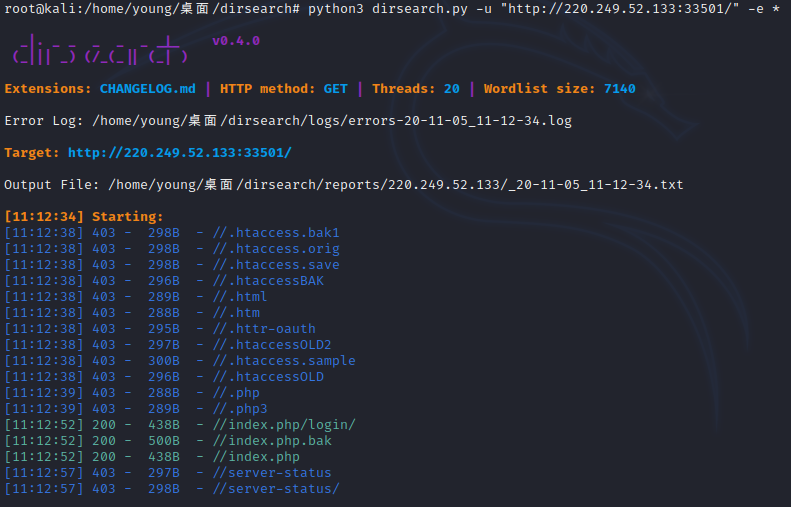 root@kali:/home/young/桌面/dirsearch# python3 dirsearch.py -u "http://220.249.52.133:33501/" -e *
 _|. _ _  _  _  _ _|_    v0.4.0
(_||| _) (/_(_|| (_| )
Extensions: CHANGELOG.md | HTTP method: GET | Threads: 20 | Wordlist size: 7140
Error Log: /home/young/桌面/dirsearch/logs/errors-20-11-05_11-12-34.log
Target: http://220.249.52.133:33501/
Output File: /home/young/桌面/dirsearch/reports/220.249.52.133/_20-11-05_11-12-34.txt
[11:12:34] Starting:
[11:12:38] 403 -  298B  - //.htaccess.bak1
[11:12:38] 403 -  298B  - //.htaccess.orig
[11:12:38] 403 -  298B  - //.htaccess.save
[11:12:38] 403 -  296B  - //.htaccessBAK
[11:12:38] 403 -  289B  - //.html
[11:12:38] 403 -  288B  - //.htm
[11:12:38] 403 -  295B  - //.httr-oauth
[11:12:38] 403 -  297B  - //.htaccessOLD2
[11:12:38] 403 -  300B  - //.htaccess.sample
[11:12:38] 403 -  296B  - //.htaccessOLD
[11:12:39] 403 -  288B  - //.php
[11:12:39] 403 -  289B  - //.php3
[11:12:52] 200 -  438B  - //index.php/login/
[11:12:52] 200 -  500B  - //index.php.bak
[11:12:52] 200 -  438B  - //index.php
[11:12:57] 403 -  297B  - //server-status
[11:12:57] 403 -  298B  - //server-status/